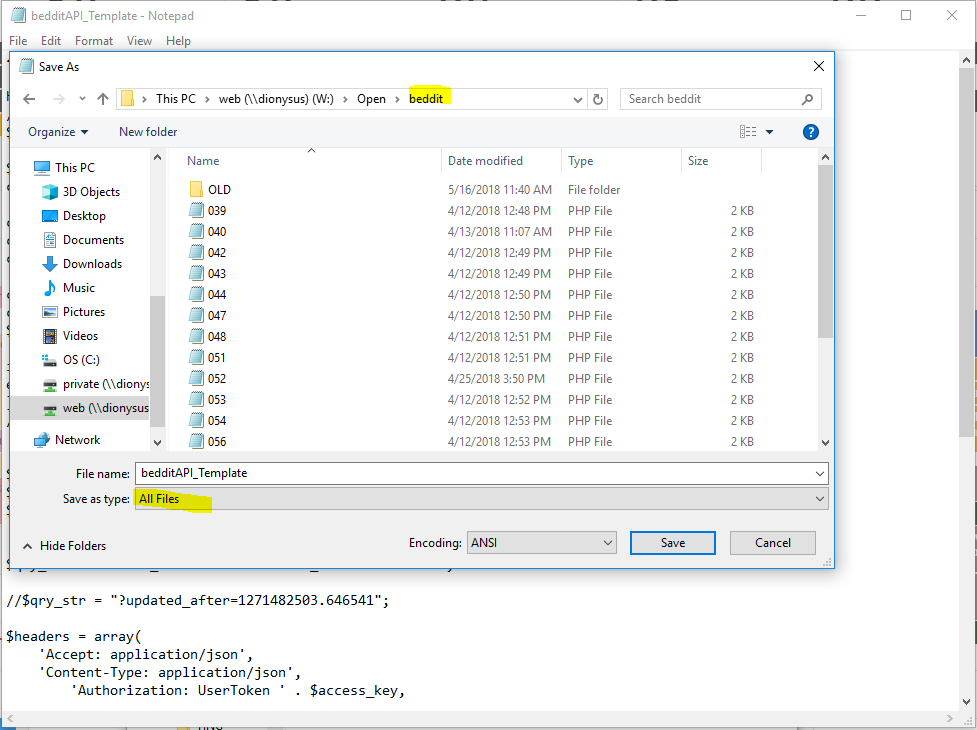 bedditAPI_Template - Notepad
File Edit Format View Help
Save As
This PC > web (\\dionysus) (W:) > Open > beddit
Search beddit
Organize New folder
Name Date modified Type Size
This PC
3D Objects
Desktop
Documents
Downloads
Music
Pictures
Videos
OS (C:)
private (\\dionys
web (\\dionysus
Network
OLD 5/16/2018 11:40 AM File folder
039 4/12/2018 12:48 PM PHP File 2 KB
040 4/13/2018 11:07 AM PHP File 2 KB
042 4/12/2018 12:49 PM PHP File 2 KB
043 4/12/2018 12:49 PM PHP File 2 KB
044 4/12/2018 12:50 PM PHP File 2 KB
047 4/12/2018 12:50 PM PHP File 2 KB
048 4/12/2018 12:51 PM PHP File 2 KB
051 4/12/2018 12:51 PM PHP File 2 KB
052 4/25/2018 3:50 PM PHP File 2 KB
053 4/12/2018 12:52 PM PHP File 2 KB
054 4/12/2018 12:53 PM PHP File 2 KB
056 4/12/2018 12:53 PM PHP File 2 KB
File name: bedditAPI_Template
Save as type: All Files
Hide Folders
Encoding: ANSI
Save
Cancel
//$qry_str = "?updated_after=1271482503.646541";
$headers = array(
'Accept: application/json',
'Content-Type: application/json',
'Authorization: UserToken ' . $access_key,